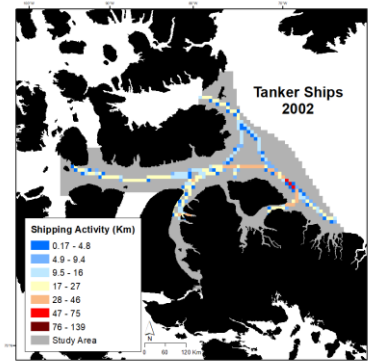 Tanker Ships
2002
Shipping Activity (Km)
0.17 - 4.8
4.9 - 9.4
9.5 - 16
17 - 27
28 - 46
47 - 75
76 - 139
Study Area
N
0 60 120 Km